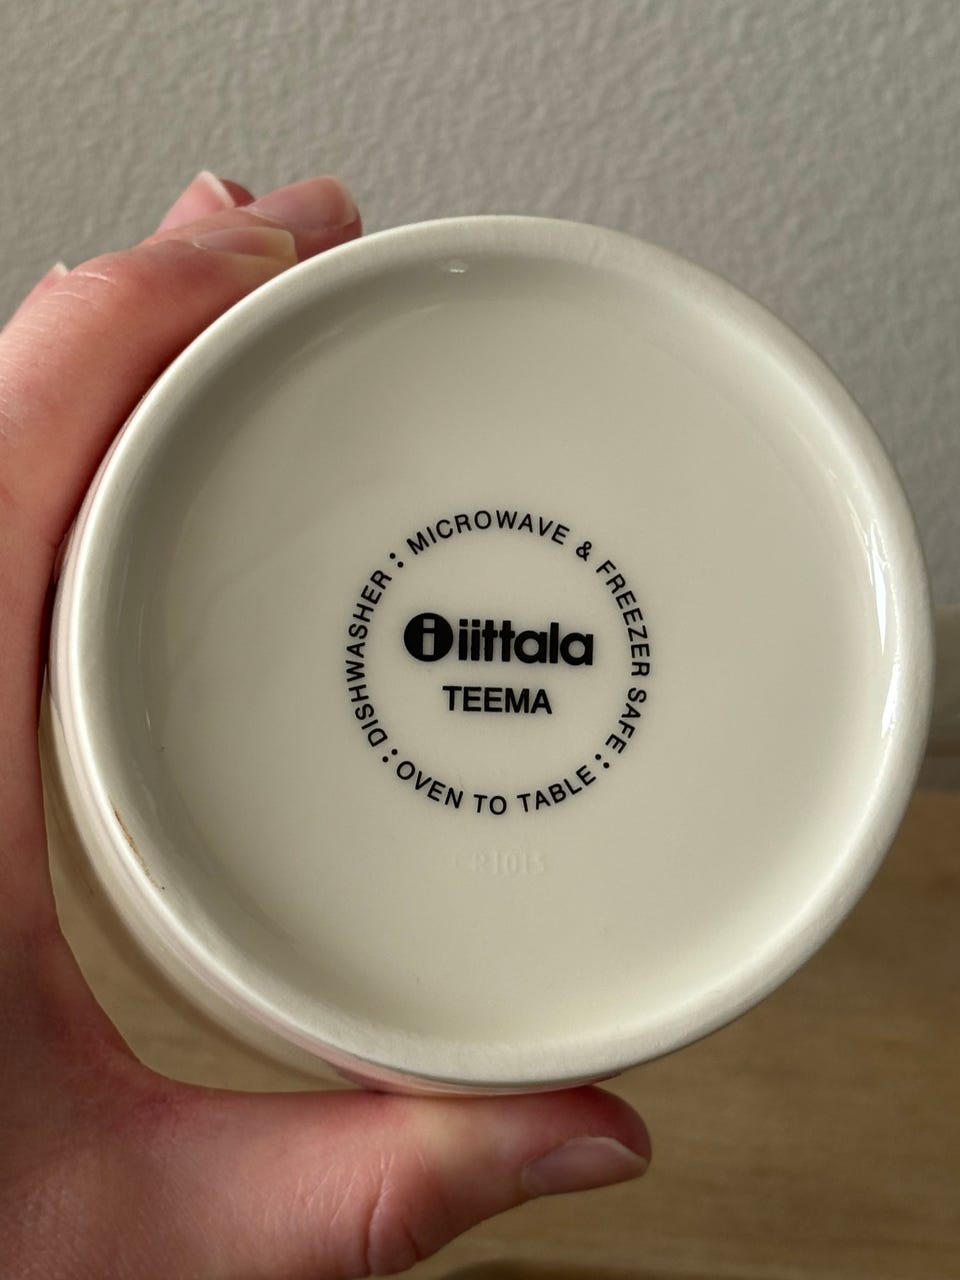 MICROWAVE & FREEZER SAFE :
OVEN TO TABLE :
DISHWASHER :
i iittala
TEEMA